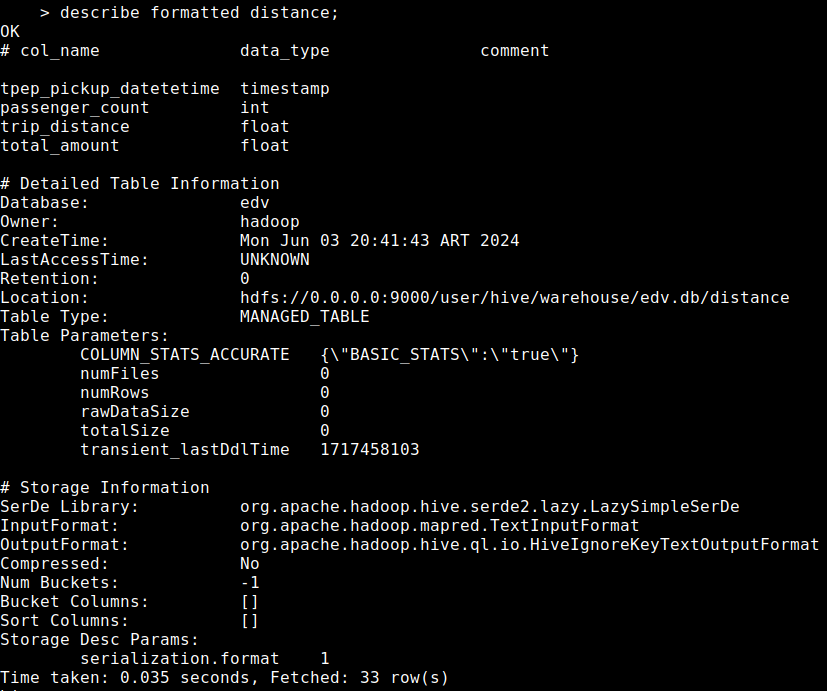 > describe formatted distance;
OK
# col_name data_type comment
tpep_pickup_datetetime timestamp
passenger_count int
trip_distance float
total_amount float
# Detailed Table Information
Database: edv
Owner: hadoop
CreateTime: Mon Jun 03 20:41:43 ART 2024
LastAccessTime: UNKNOWN
Retention: 0
Location: hdfs://0.0.0.0:9000/user/hive/warehouse/edv.db/distance
Table Type: MANAGED_TABLE
Table Parameters:
COLUMN_STATS_ACCURATE {\"BASIC_STATS\":\"true\"}
numFiles 0
numRows 0
rawDataSize 0
totalSize 0
transient_lastDdlTime 1717458103
# Storage Information
SerDe Library: org.apache.hadoop.hive.serde2.lazy.LazySimpleSerDe
InputFormat: org.apache.hadoop.mapred.TextInputFormat
OutputFormat: org.apache.hadoop.hive.ql.io.HiveIgnoreKeyTextOutputFormat
Compressed: No
Num Buckets: -1
Bucket Columns: []
Sort Columns: []
Storage Desc Params:
serialization.format 1
Time taken: 0.035 seconds, Fetched: 33 row(s)